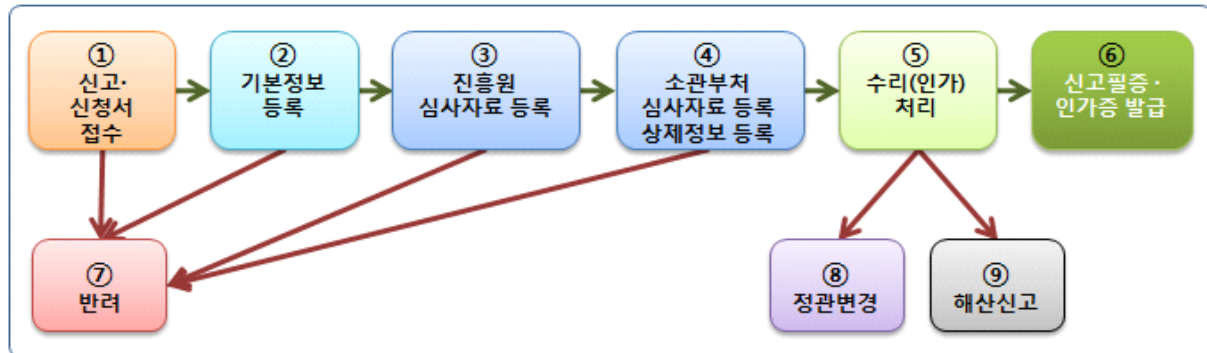 ①
신고·
신청서
접수
②
기본정보
등록
③
진흥원
심사자료 등록
④
소관부처
심사자료 등록
상제정보 등록
⑤
수리(인가)
처리
⑥
신고필증·
인가증 발급
⑦
반려
⑧
정관변경
⑨
해산신고